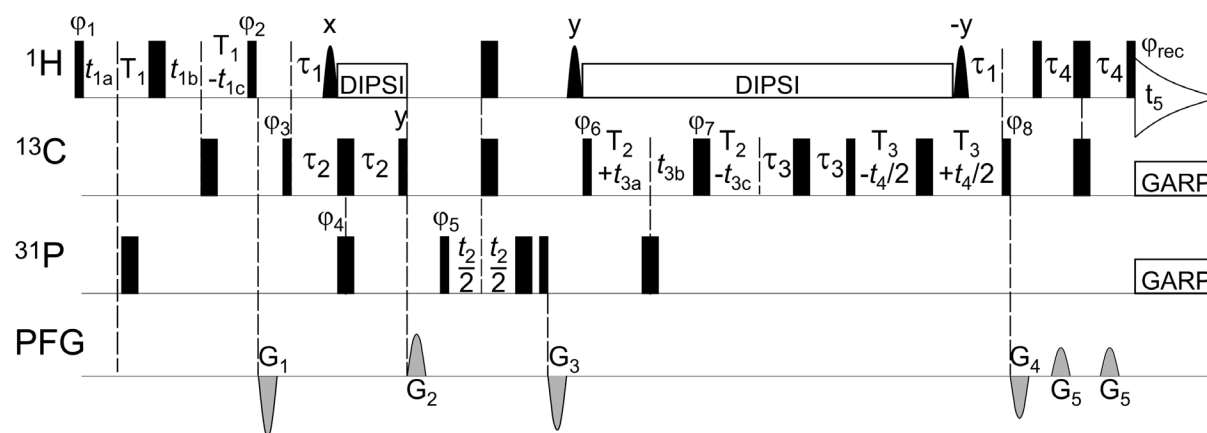 φ1 φ2 x y -y φrec
1H t1a T1 t1b T1 -t1c τ1 DIPSI DIPSI τ1 τ4 τ4 t5
φ3 y φ6 φ7 φ8
13C τ2 τ2 T2 +t3a t3b T2 -t3c τ3 τ3 T3 -t4/2 T3 +t4/2 GARP
φ4 φ5
31P t2/2 t2/2 GARP
PFG G1 G2 G3 G4 G5 G5